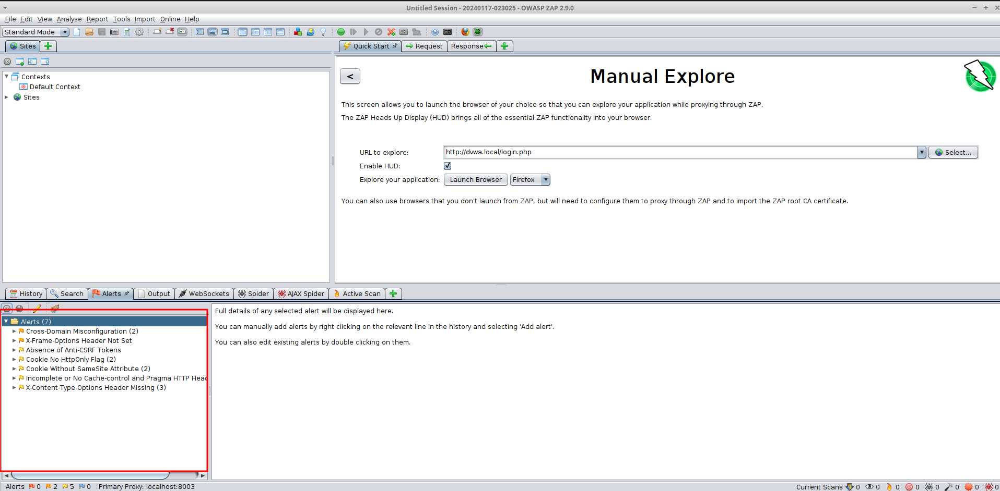 Untitled Session - 20240117-023025 - OWASP ZAP 2.9.0
File Edit View Analyse Report Tools Import Online Help
Standard Mode
Sites
Quick Start Request Response
Contexts
Default Context
Sites
<
Manual Explore
This screen allows you to launch the browser of your choice so that you can explore your application while proxying through ZAP.
The ZAP Heads Up Display (HUD) brings all of the essential ZAP functionality into your browser.
URL to explore: http://dvwa.local/login.php Select...
Enable HUD:
Explore your application: Launch Browser Firefox
You can also use browsers that you don't launch from ZAP, but will need to configure them to proxy through ZAP and to import the ZAP root CA certificate.
History Search Alerts Output WebSockets Spider AJAX Spider Active Scan
Alerts (7)
Cross-Domain Misconfiguration (2)
X-Frame-Options Header Not Set
Absence of Anti-CSRF Tokens
Cookie No HttpOnly Flag (2)
Cookie Without SameSite Attribute (2)
Incomplete or No Cache-control and Pragma HTTP Head
X-Content-Type-Options Header Missing (3)
Full details of any selected alert will be displayed here.
You can manually add alerts by right clicking on the relevant line in the history and selecting 'Add alert'.
You can also edit existing alerts by double clicking on them.
Alerts 0 2 5 0 Primary Proxy: localhost:8003
Current Scans 0 0 0 0 0 0 0 0